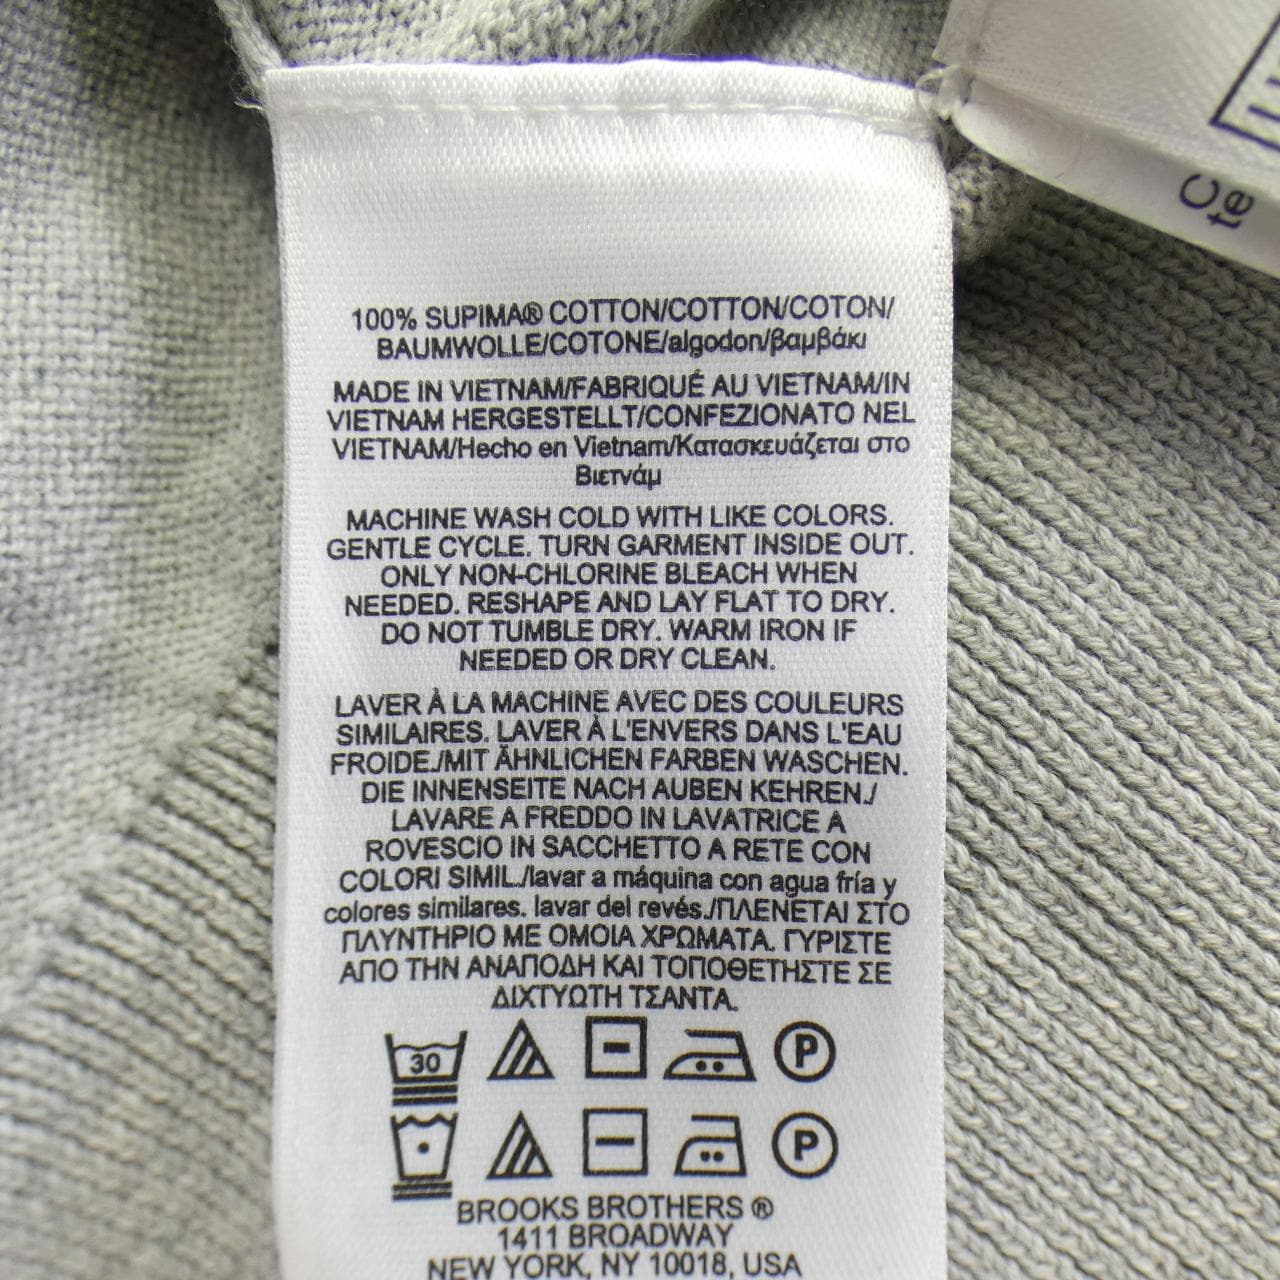 100% SUPIMA® COTTON/COTTON/COTON/
BAUMWOLLE/COTONE/algodon/βαμβάκι
MADE IN VIETNAM/FABRIQUÉ AU VIETNAM/IN
VIETNAM HERGESTELLT/CONFEZIONATO NEL
VIETNAM/Hecho en Vietnam/Κατασκευάζεται στο
Βιετνάμ
MACHINE WASH COLD WITH LIKE COLORS.
GENTLE CYCLE. TURN GARMENT INSIDE OUT.
ONLY NON-CHLORINE BLEACH WHEN
NEEDED. RESHAPE AND LAY FLAT TO DRY.
DO NOT TUMBLE DRY. WARM IRON IF
NEEDED OR DRY CLEAN.
LAVER À LA MACHINE AVEC DES COULEURS
SIMILAIRES. LAVER À L'ENVERS DANS L'EAU
FROIDE./MIT ÄHNLICHEN FARBEN WASCHEN.
DIE INNENSEITE NACH AUBEN KEHREN./
LAVARE A FREDDO IN LAVATRICE A
ROVESCIO IN SACCHETTO A RETE CON
COLORI SIMIL./lavar a máquina con agua fría y
colores similares. lavar del revés./ΠΛΕΝΕΤΑΙ ΣΤΟ
ΠΛΥΝΤΗΡΙΟ ΜΕ ΟΜΟΙΑ ΧΡΩΜΑΤΑ. ΓΥΡΙΣΤΕ
ΑΠΟ ΤΗΝ ΑΝΑΠΟΔΗ ΚΑΙ ΤΟΠΟΘΕΤΗΣΤΕ ΣΕ
ΔΙΧΤΥΩΤΗ ΤΣΑΝΤΑ.
30 P
P
BROOKS BROTHERS ®
1411 BROADWAY
NEW YORK, NY 10018, USA